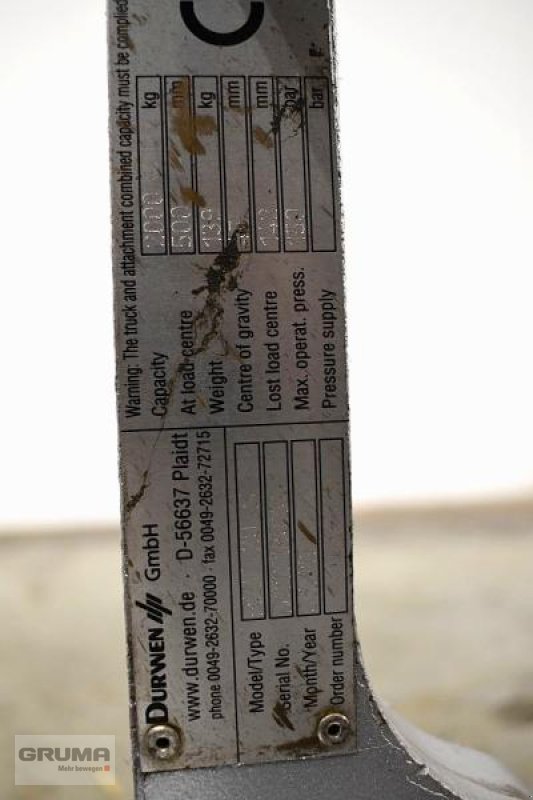 DURWEN GmbH
www.durwen.de · D-56637 Plaidt
phone 0049-2632-70000 · fax 0049-2632-72715
Model/Type
Serial No.
Month/Year
Order number
Warning: The truck and attachment combined capacity must be complied
Capacity 2000 kg
At load centre 500 mm
Weight kg
Centre of gravity mm
Lost load centre mm
Max. operat. press. bar
Pressure supply bar
GRUMA
Mehr bewegen